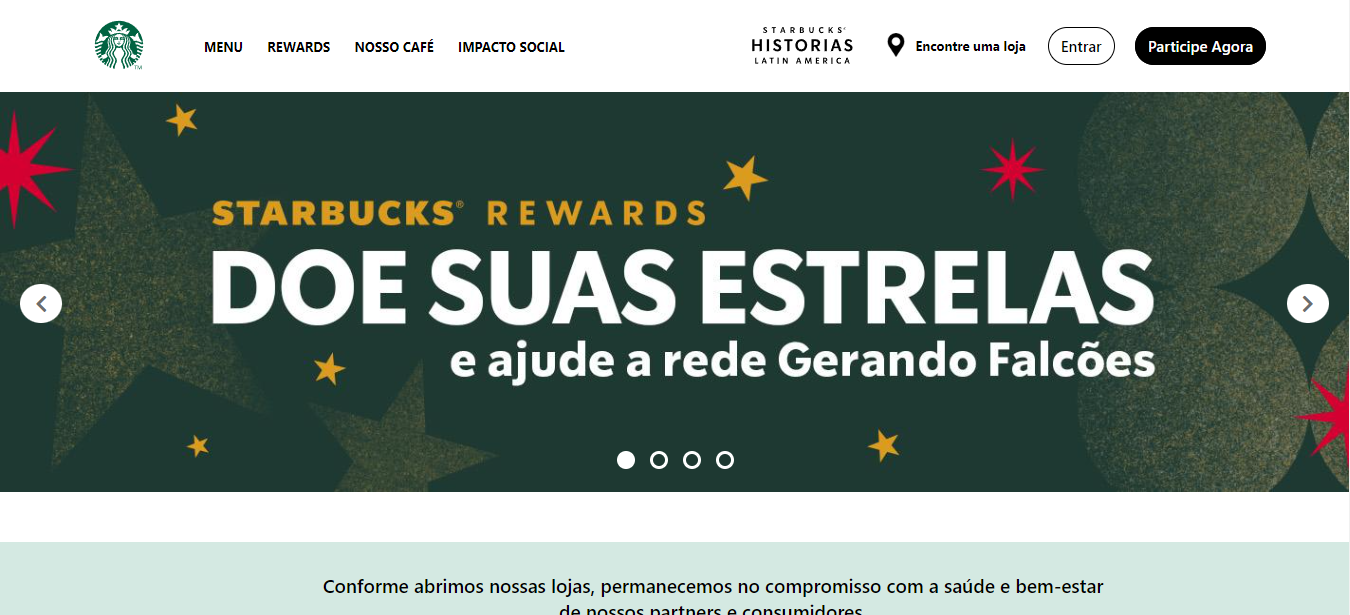 MENU REWARDS NOSSO CAFÉ IMPACTO SOCIAL
STARBUCKS®
HISTORIAS
LATIN AMERICA
Encontre uma loja
Entrar
Participe Agora
TM
STARBUCKS® REWARDS
DOE SUAS ESTRELAS
e ajude a rede Gerando Falcões
Conforme abrimos nossas lojas, permanecemos no compromisso com a saúde e bem-estar
de nossos partners e consumidores